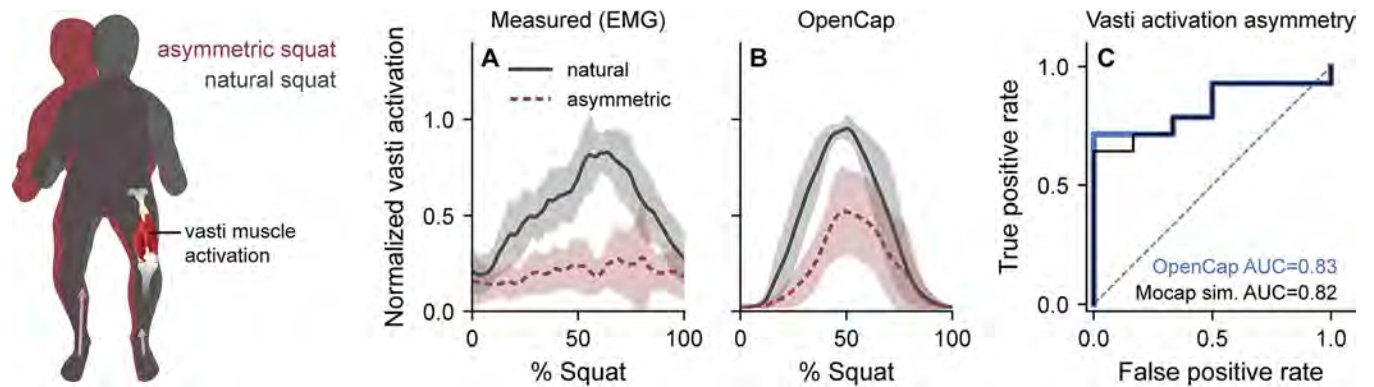 asymmetric squat
natural squat
vasti muscle
activation
Measured (EMG)
A
natural
asymmetric
Normalized vasti activation
1.0
0.5
0.0
0
50
100
% Squat
OpenCap
B
0
50
100
% Squat
Vasti activation asymmetry
C
True positive rate
1.0
0.5
0.0
OpenCap AUC=0.83
Mocap sim. AUC=0.82
0.0
0.5
1.0
False positive rate